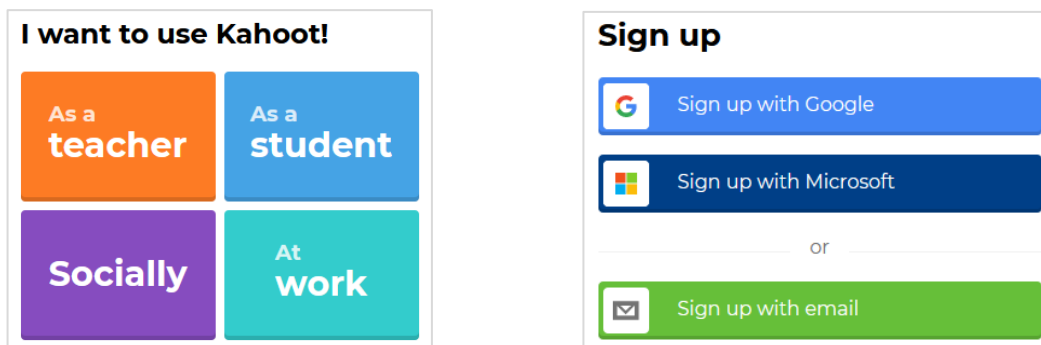 I want to use Kahoot!
As a
teacher
As a
student
Socially
At
work
Sign up
Sign up with Google
Sign up with Microsoft
or
Sign up with email